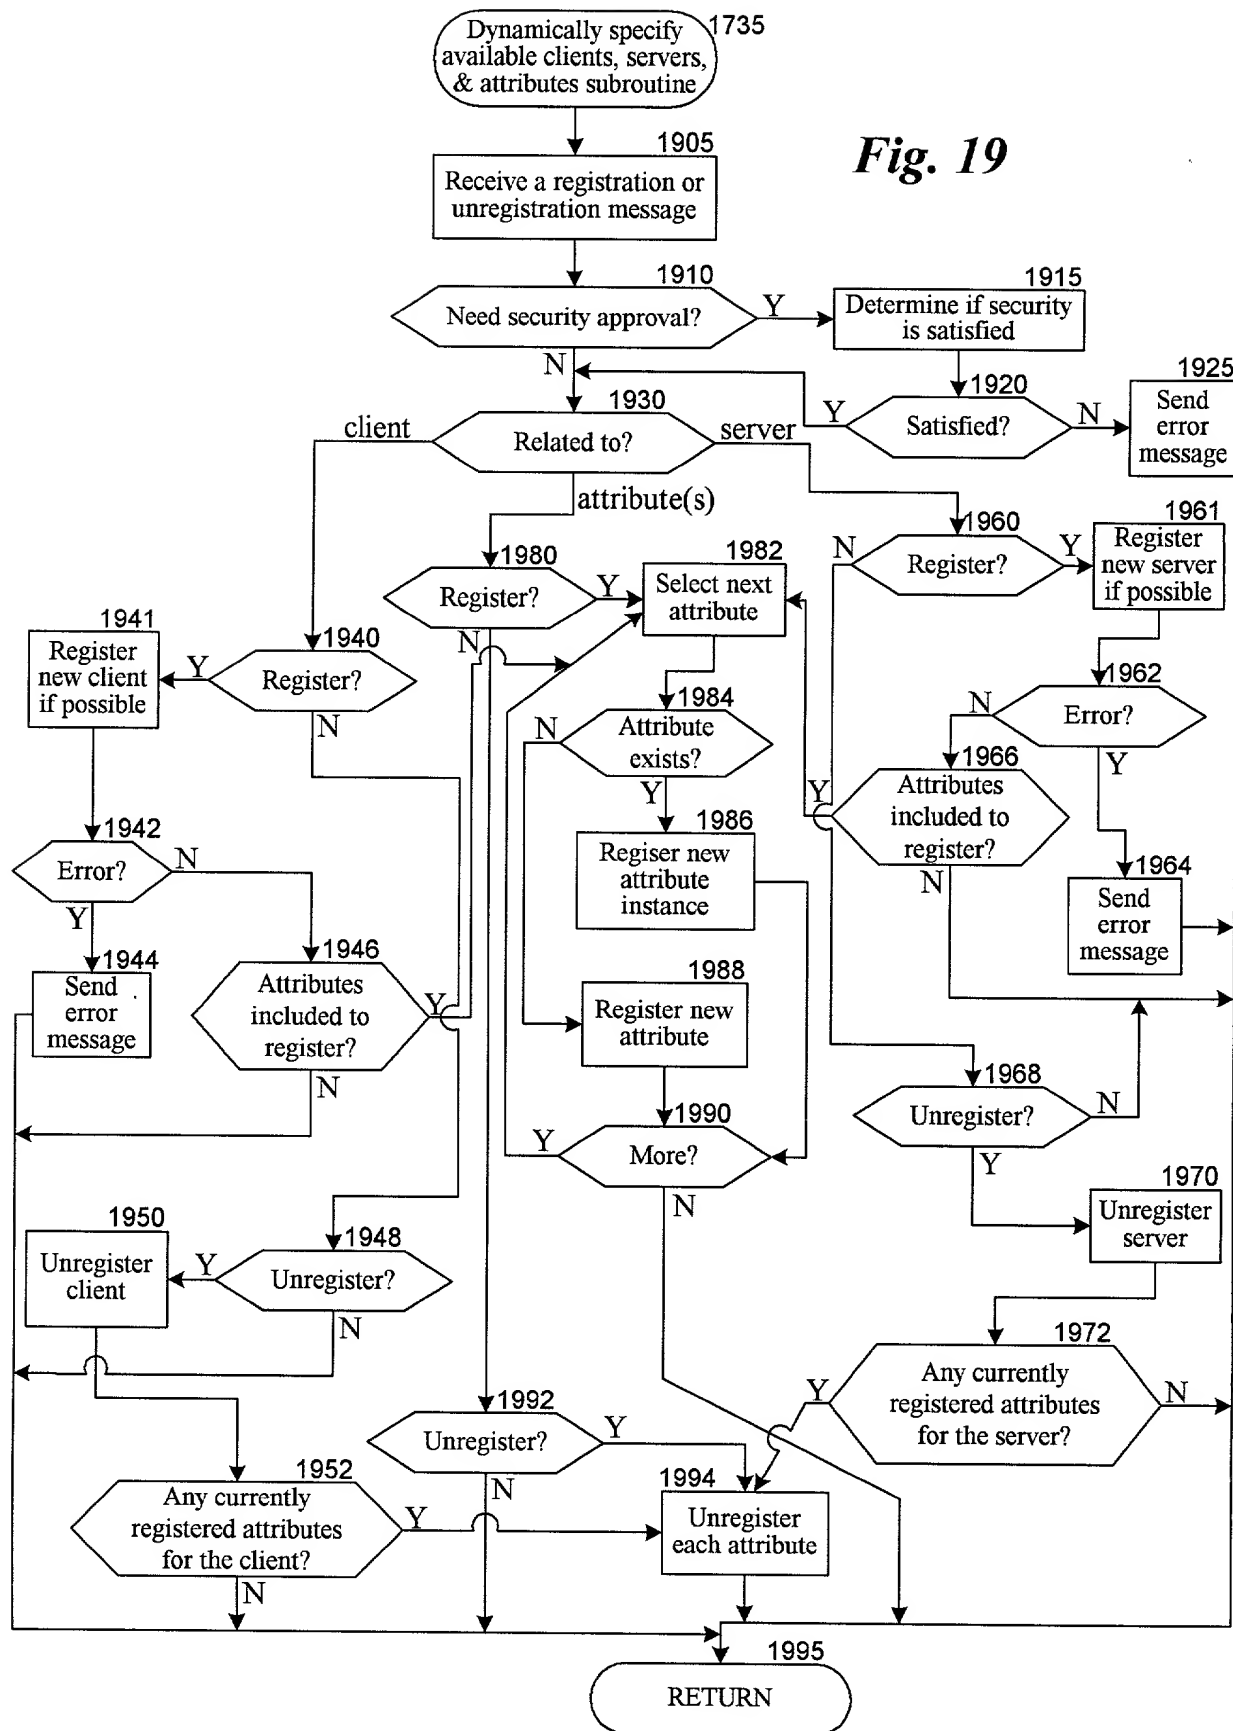 1735
Dynamically specify
available clients, servers,
& attributes subroutine
Fig. 19
1905
Receive a registration or
unregistration message
1910
Need security approval?
Y
N
1915
Determine if security
is satisfied
1920
Satisfied?
Y
N
1925
Send
error
message
1930
Related to?
client
server
attribute(s)
1960
Register?
N
Y
1961
Register
new server
if possible
1980
Register?
Y
N
1982
Select next
attribute
1941
Register
new client
if possible
1940
Register?
Y
N
1984
Attribute
exists?
N
Y
1962
Error?
N
Y
1966
Attributes
included to
register?
Y
N
1986
Regiser new
attribute
instance
1942
Error?
N
Y
1964
Send
error
message
1944
Send
error
message
1946
Attributes
included to
register?
Y
N
1988
Register new
attribute
1968
Unregister?
N
Y
1990
More?
Y
N
1970
Unregister
server
1950
Unregister
client
1948
Unregister?
Y
N
1972
Any currently
registered attributes
for the server?
Y
N
1992
Unregister?
Y
N
1952
Any currently
registered attributes
for the client?
Y
N
1994
Unregister
each attribute
1995
RETURN